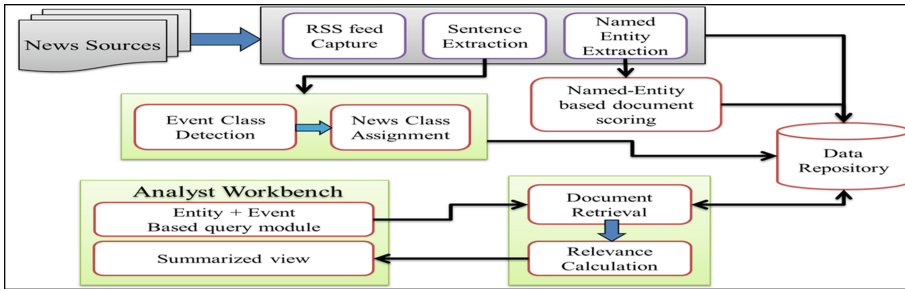 News Sources
RSS feed
Capture
Sentence
Extraction
Named
Entity
Extraction
Event Class
Detection
News Class
Assignment
Named-Entity
based document
scoring
Data
Repository
Analyst Workbench
Entity + Event
Based query module
Summarized view
Document
Retrieval
Relevance
Calculation